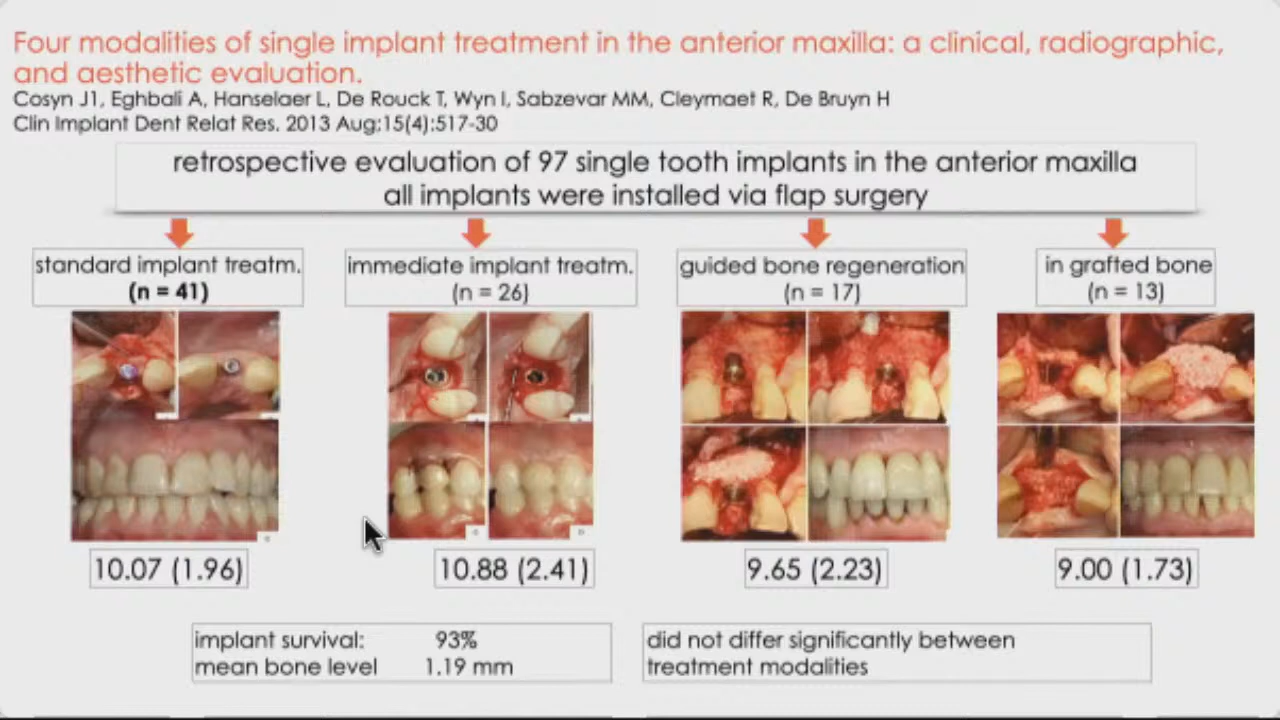 Four modalities of single implant treatment in the anterior maxilla: a clinical, radiographic,
and aesthetic evaluation.
Cosyn J1, Eghbali A, Hanselaer L, De Rouck T, Wyn I, Sabzevar MM, Cleymaet R, De Bruyn H
Clin Implant Dent Relat Res. 2013 Aug;15(4):517-30
retrospective evaluation of 97 single tooth implants in the anterior maxilla
all implants were installed via flap surgery
standard implant treatm.
(n = 41)
immediate implant treatm.
(n = 26)
guided bone regeneration
(n = 17)
in grafted bone
(n = 13)
10.07 (1.96)
10.88 (2.41)
9.65 (2.23)
9.00 (1.73)
implant survival: 93%
mean bone level 1.19 mm
did not differ significantly between
treatment modalities